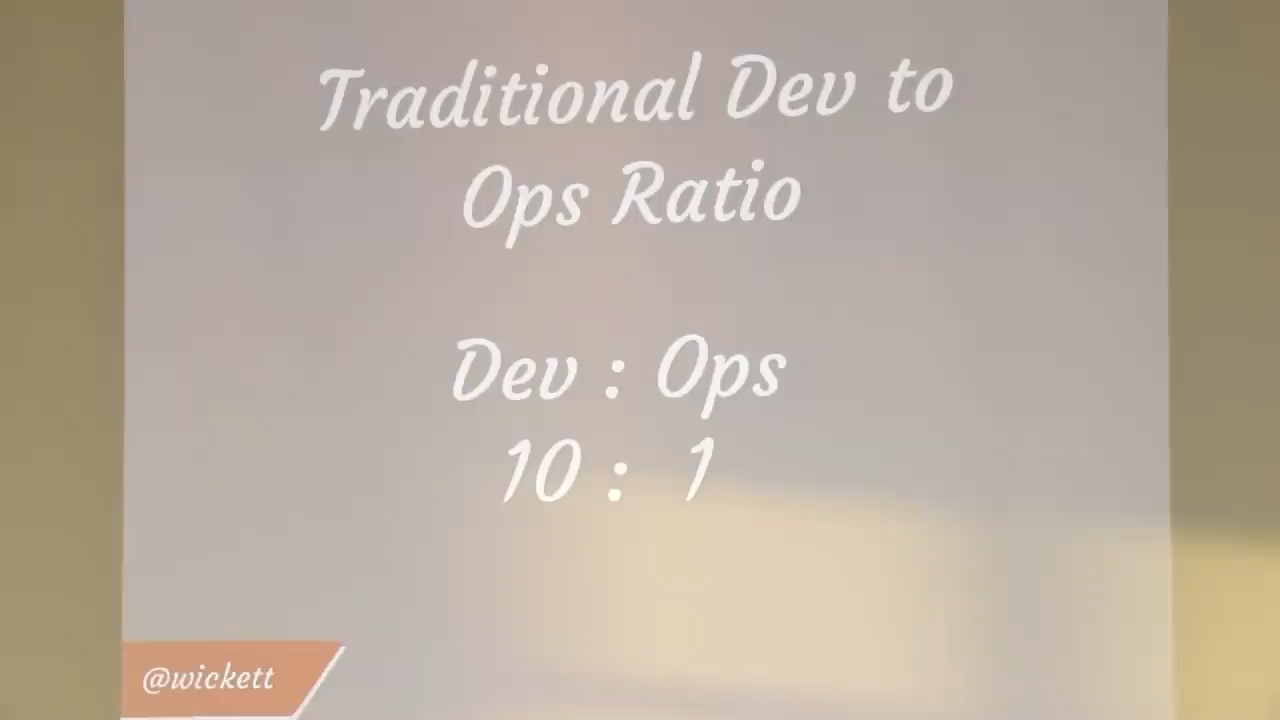 Traditional Dev to
Ops Ratio
Dev : Ops
10 : 1
@wickett